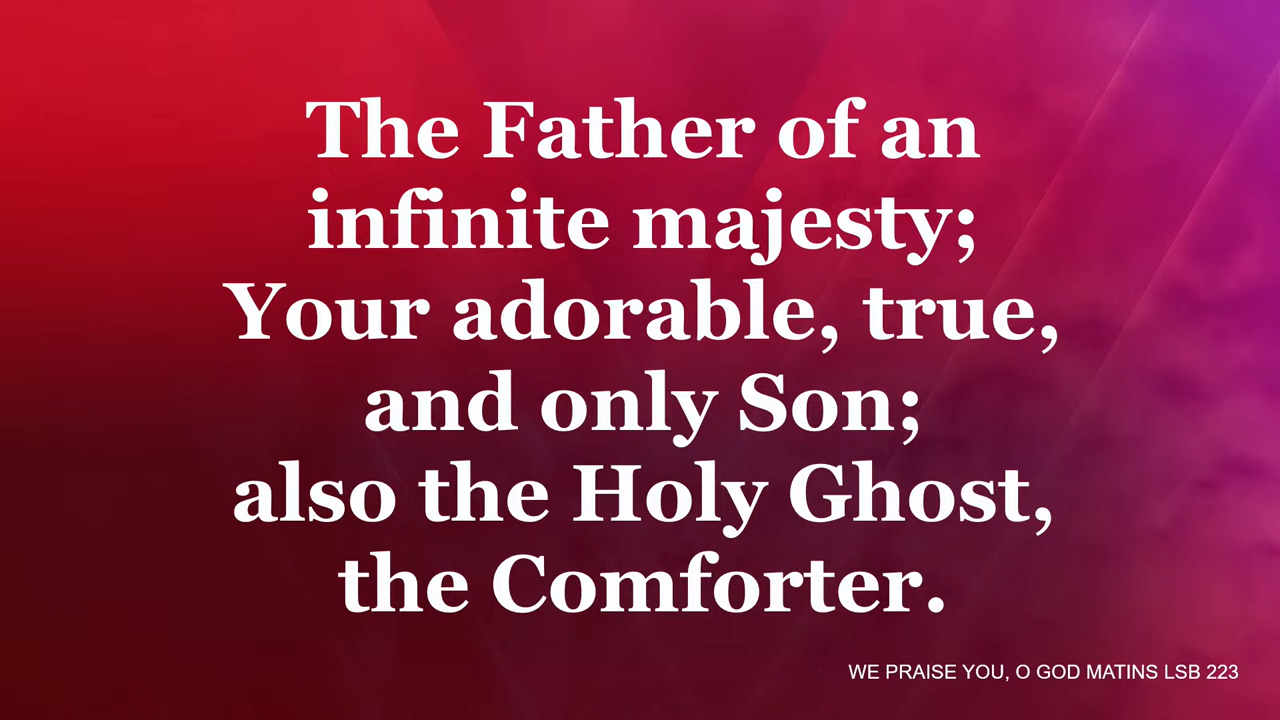 The Father of an
infinite majesty;
Your adorable, true,
and only Son;
also the Holy Ghost,
the Comforter.
WE PRAISE YOU, O GOD MATINS LSB 223